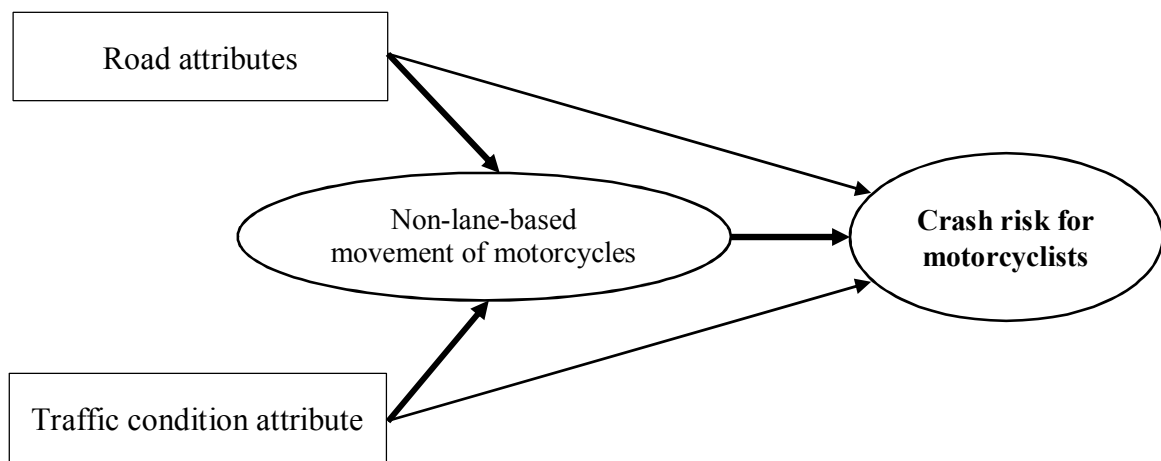 Road attributes
Non-lane-based
movement of motorcycles
Crash risk for
motorcyclists
Traffic condition attribute